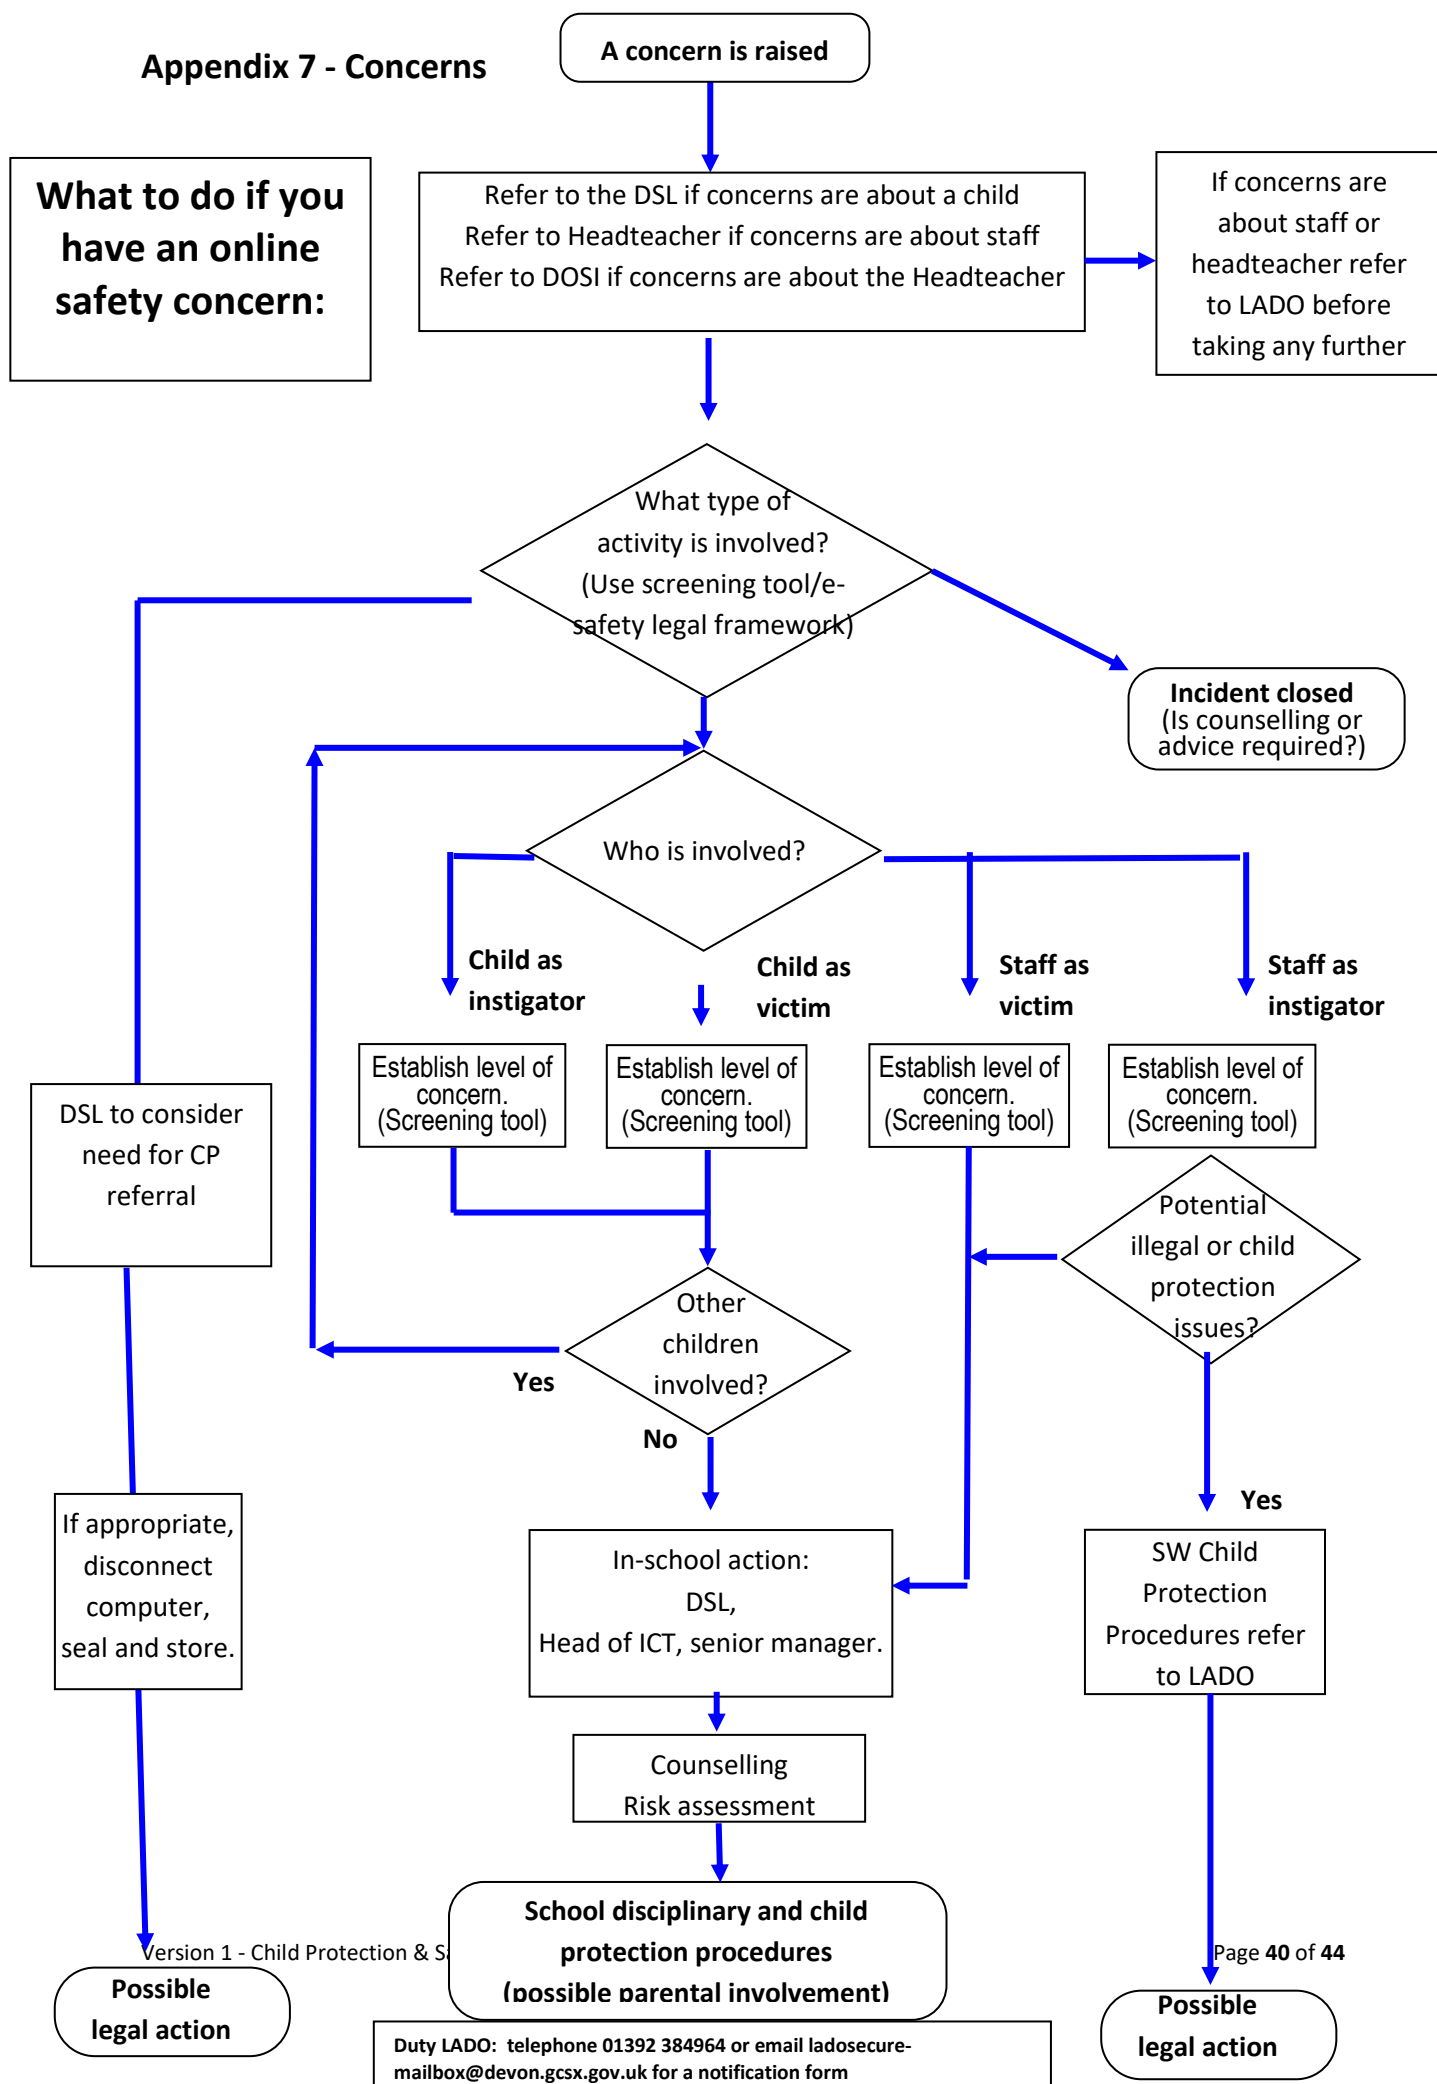 Appendix 7 - Concerns
A concern is raised
What to do if you
have an online
safety concern:
Refer to the DSL if concerns are about a child
Refer to Headteacher if concerns are about staff
Refer to DOSI if concerns are about the Headteacher
If concerns are
about staff or
headteacher refer
to LADO before
taking any further
What type of
activity is involved?
(Use screening tool/e-
safety legal framework)
Incident closed
(Is counselling or
advice required?)
Who is involved?
Child as
instigator
Child as
victim
Staff as
victim
Staff as
instigator
Establish level of
concern.
(Screening tool)
Establish level of
concern.
(Screening tool)
Establish level of
concern.
(Screening tool)
Establish level of
concern.
(Screening tool)
DSL to consider
need for CP
referral
Potential
illegal or child
protection
issues?
Other
children
involved?
Yes
No
Yes
If appropriate,
disconnect
computer,
seal and store.
In-school action:
DSL,
Head of ICT, senior manager.
SW Child
Protection
Procedures refer
to LADO
Counselling
Risk assessment
School disciplinary and child
protection procedures
(possible parental involvement)
Version 1 - Child Protection &
Page 40 of 44
Possible
legal action
Possible
legal action
Duty LADO: telephone 01392 384964 or email ladosecure-
mailbox@devon.gcsx.gov.uk for a notification form